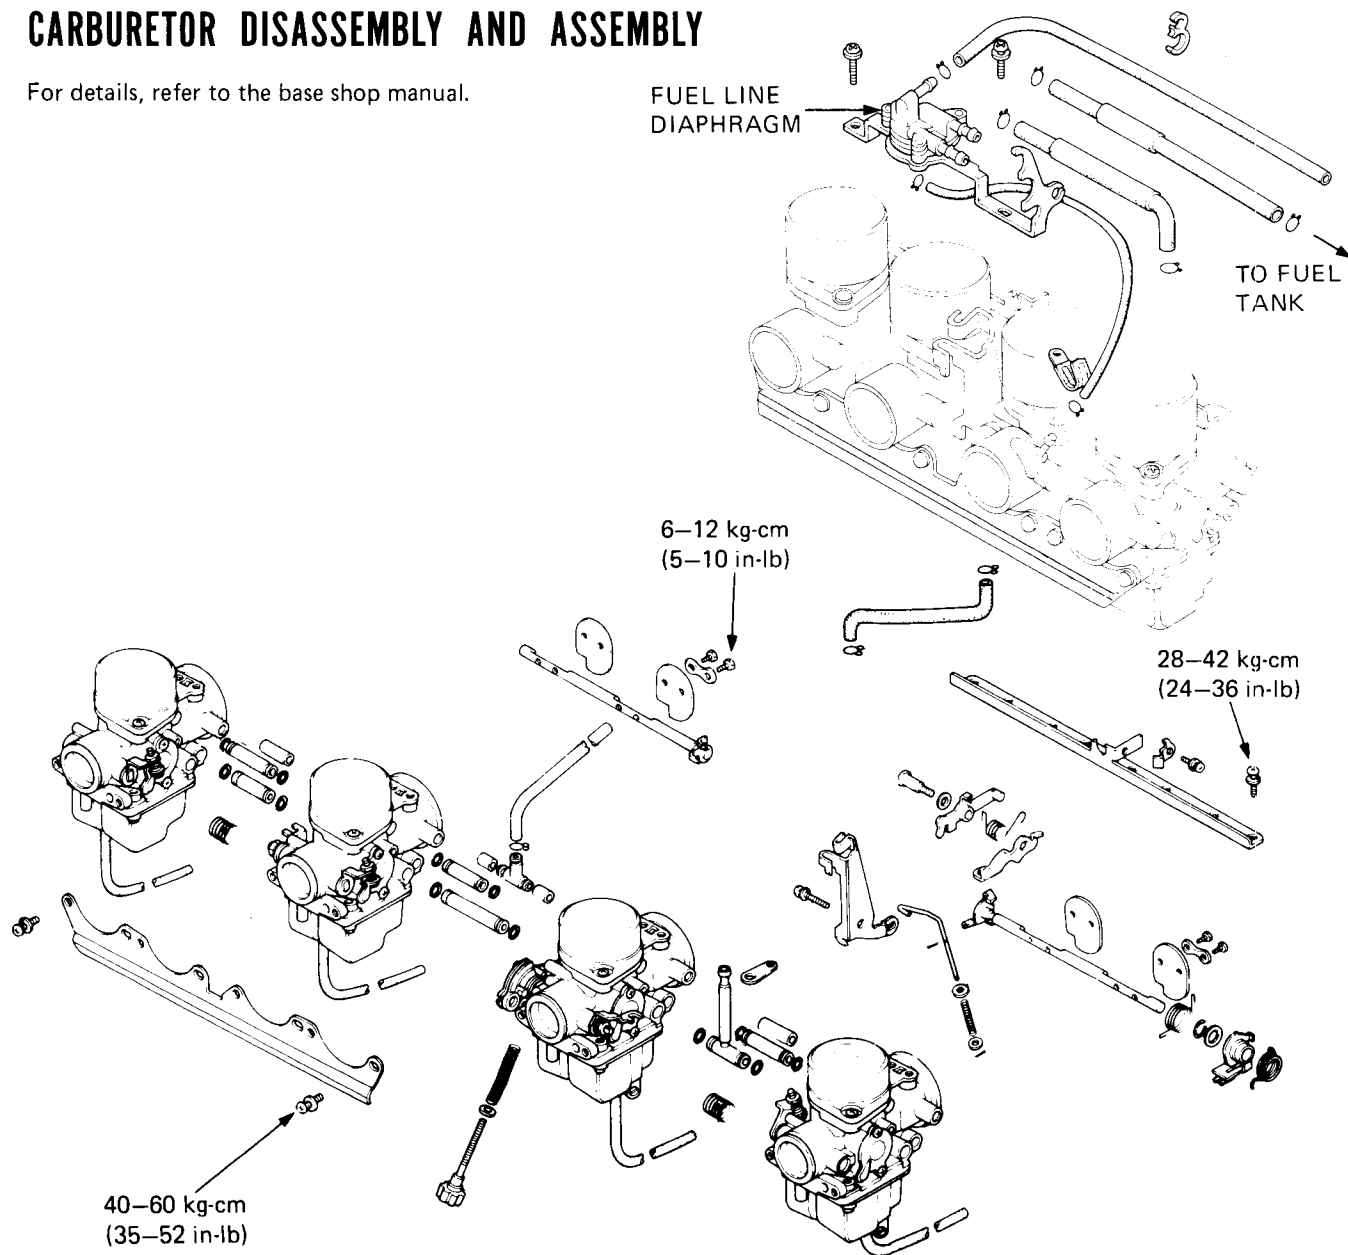 CARBURETOR DISASSEMBLY AND ASSEMBLY
For details, refer to the base shop manual.
FUEL LINE
DIAPHRAGM
TO FUEL
TANK
6–12 kg-cm
(5–10 in-lb)
28–42 kg-cm
(24–36 in-lb)
40–60 kg-cm
(35–52 in-lb)